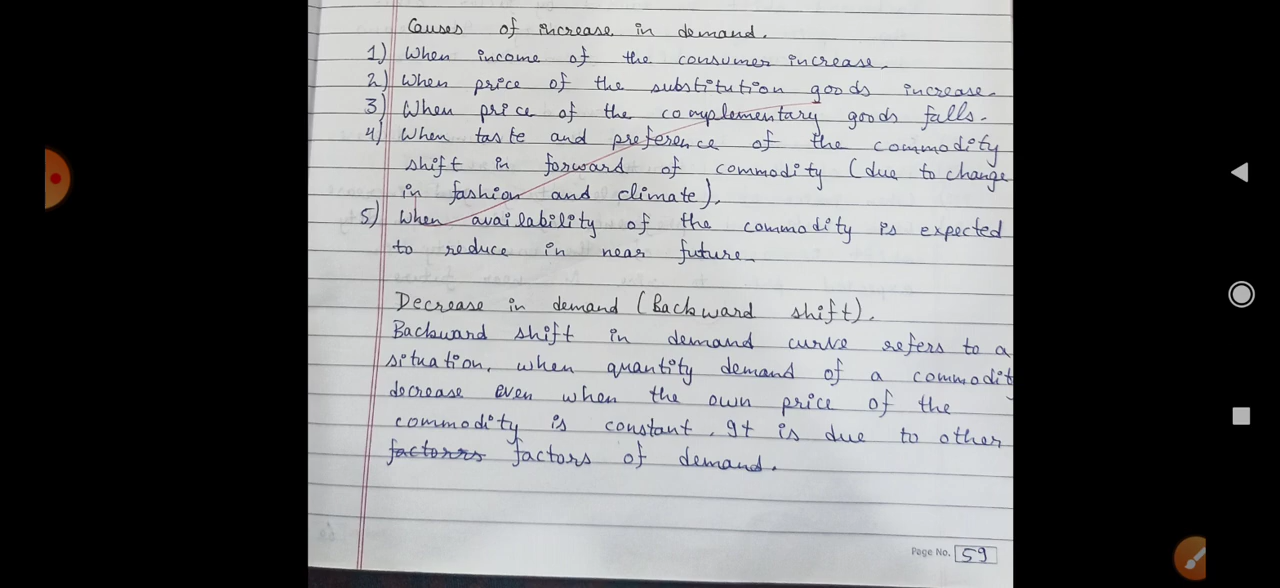 Causes of increase in demand.
1) When income of the consumer increase.
2) When price of the substitution goods increase.
3) When price of the complementary goods falls.
4) When taste and preference of the commodity
shift in forward of commodity (due to change
in fashion and climate).
5) When availability of the commodity is expected
to reduce in near future.
Decrease in demand (Backward shift).
Backward shift in demand curve refers to a
situation, when quantity demand of a commodit
decrease even when the own price of the
commodity is constant. It is due to other
factorrs factors of demand.
Page No. 59